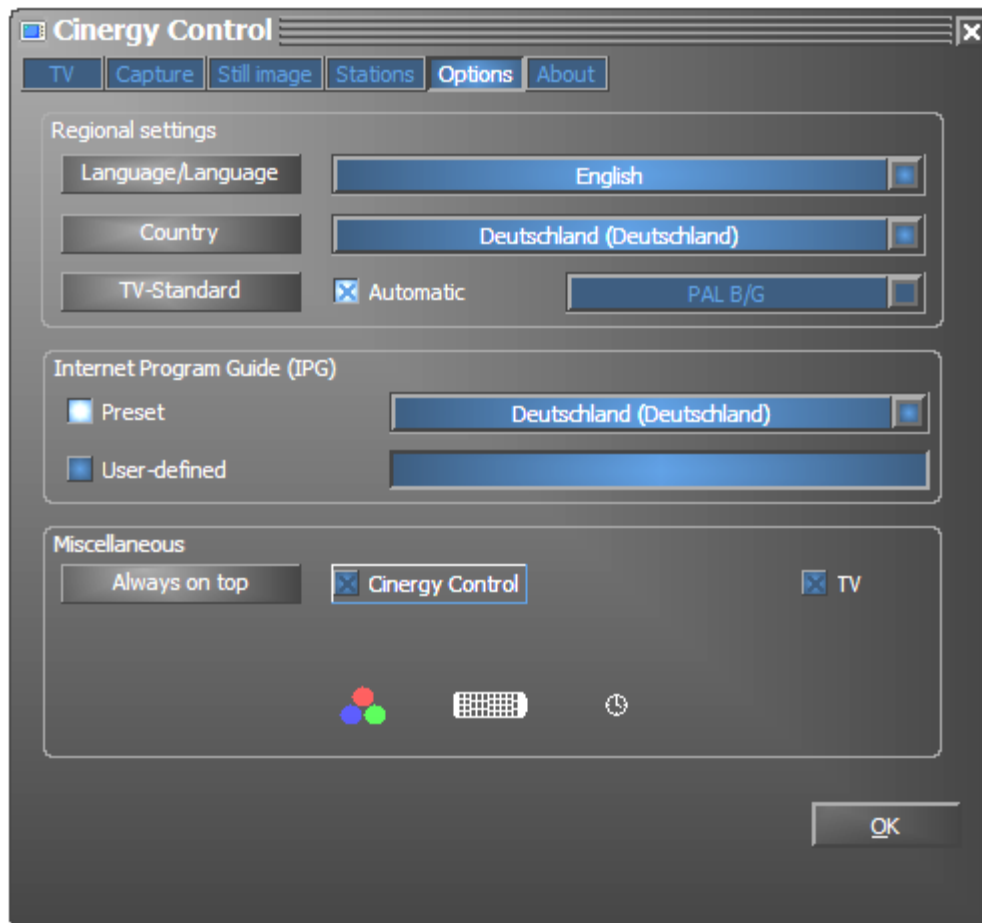 Cinergy Control
TV Capture Still image Stations Options About
Regional settings
Language/Language English
Country Deutschland (Deutschland)
TV-Standard Automatic PAL B/G
Internet Program Guide (IPG)
Preset Deutschland (Deutschland)
User-defined
Miscellaneous
Always on top Cinergy Control TV
OK